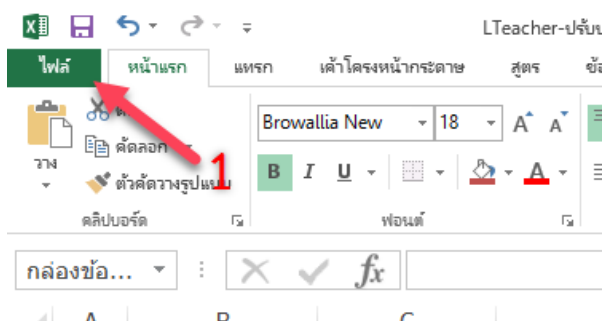 LTeacher-ปรับ
ไฟล์ หน้าแรก แทรก เค้าโครงหน้ากระดาษ สูตร
วาง
คัดลอก
ตัวคัดวางรูปแบบ
1
Browallia New 18 A A
B I U A
คลิปบอร์ด ฟอนต์
กล่องข้อ... fx
A B C